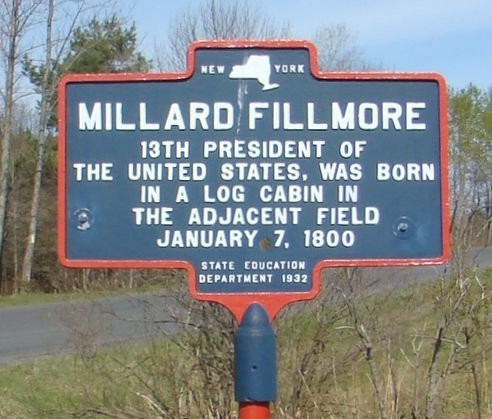 NEW YORK
MILLARD FILLMORE
13TH PRESIDENT OF
THE UNITED STATES, WAS BORN
IN A LOG CABIN IN
THE ADJACENT FIELD
JANUARY 7, 1800
STATE EDUCATION
DEPARTMENT 1932